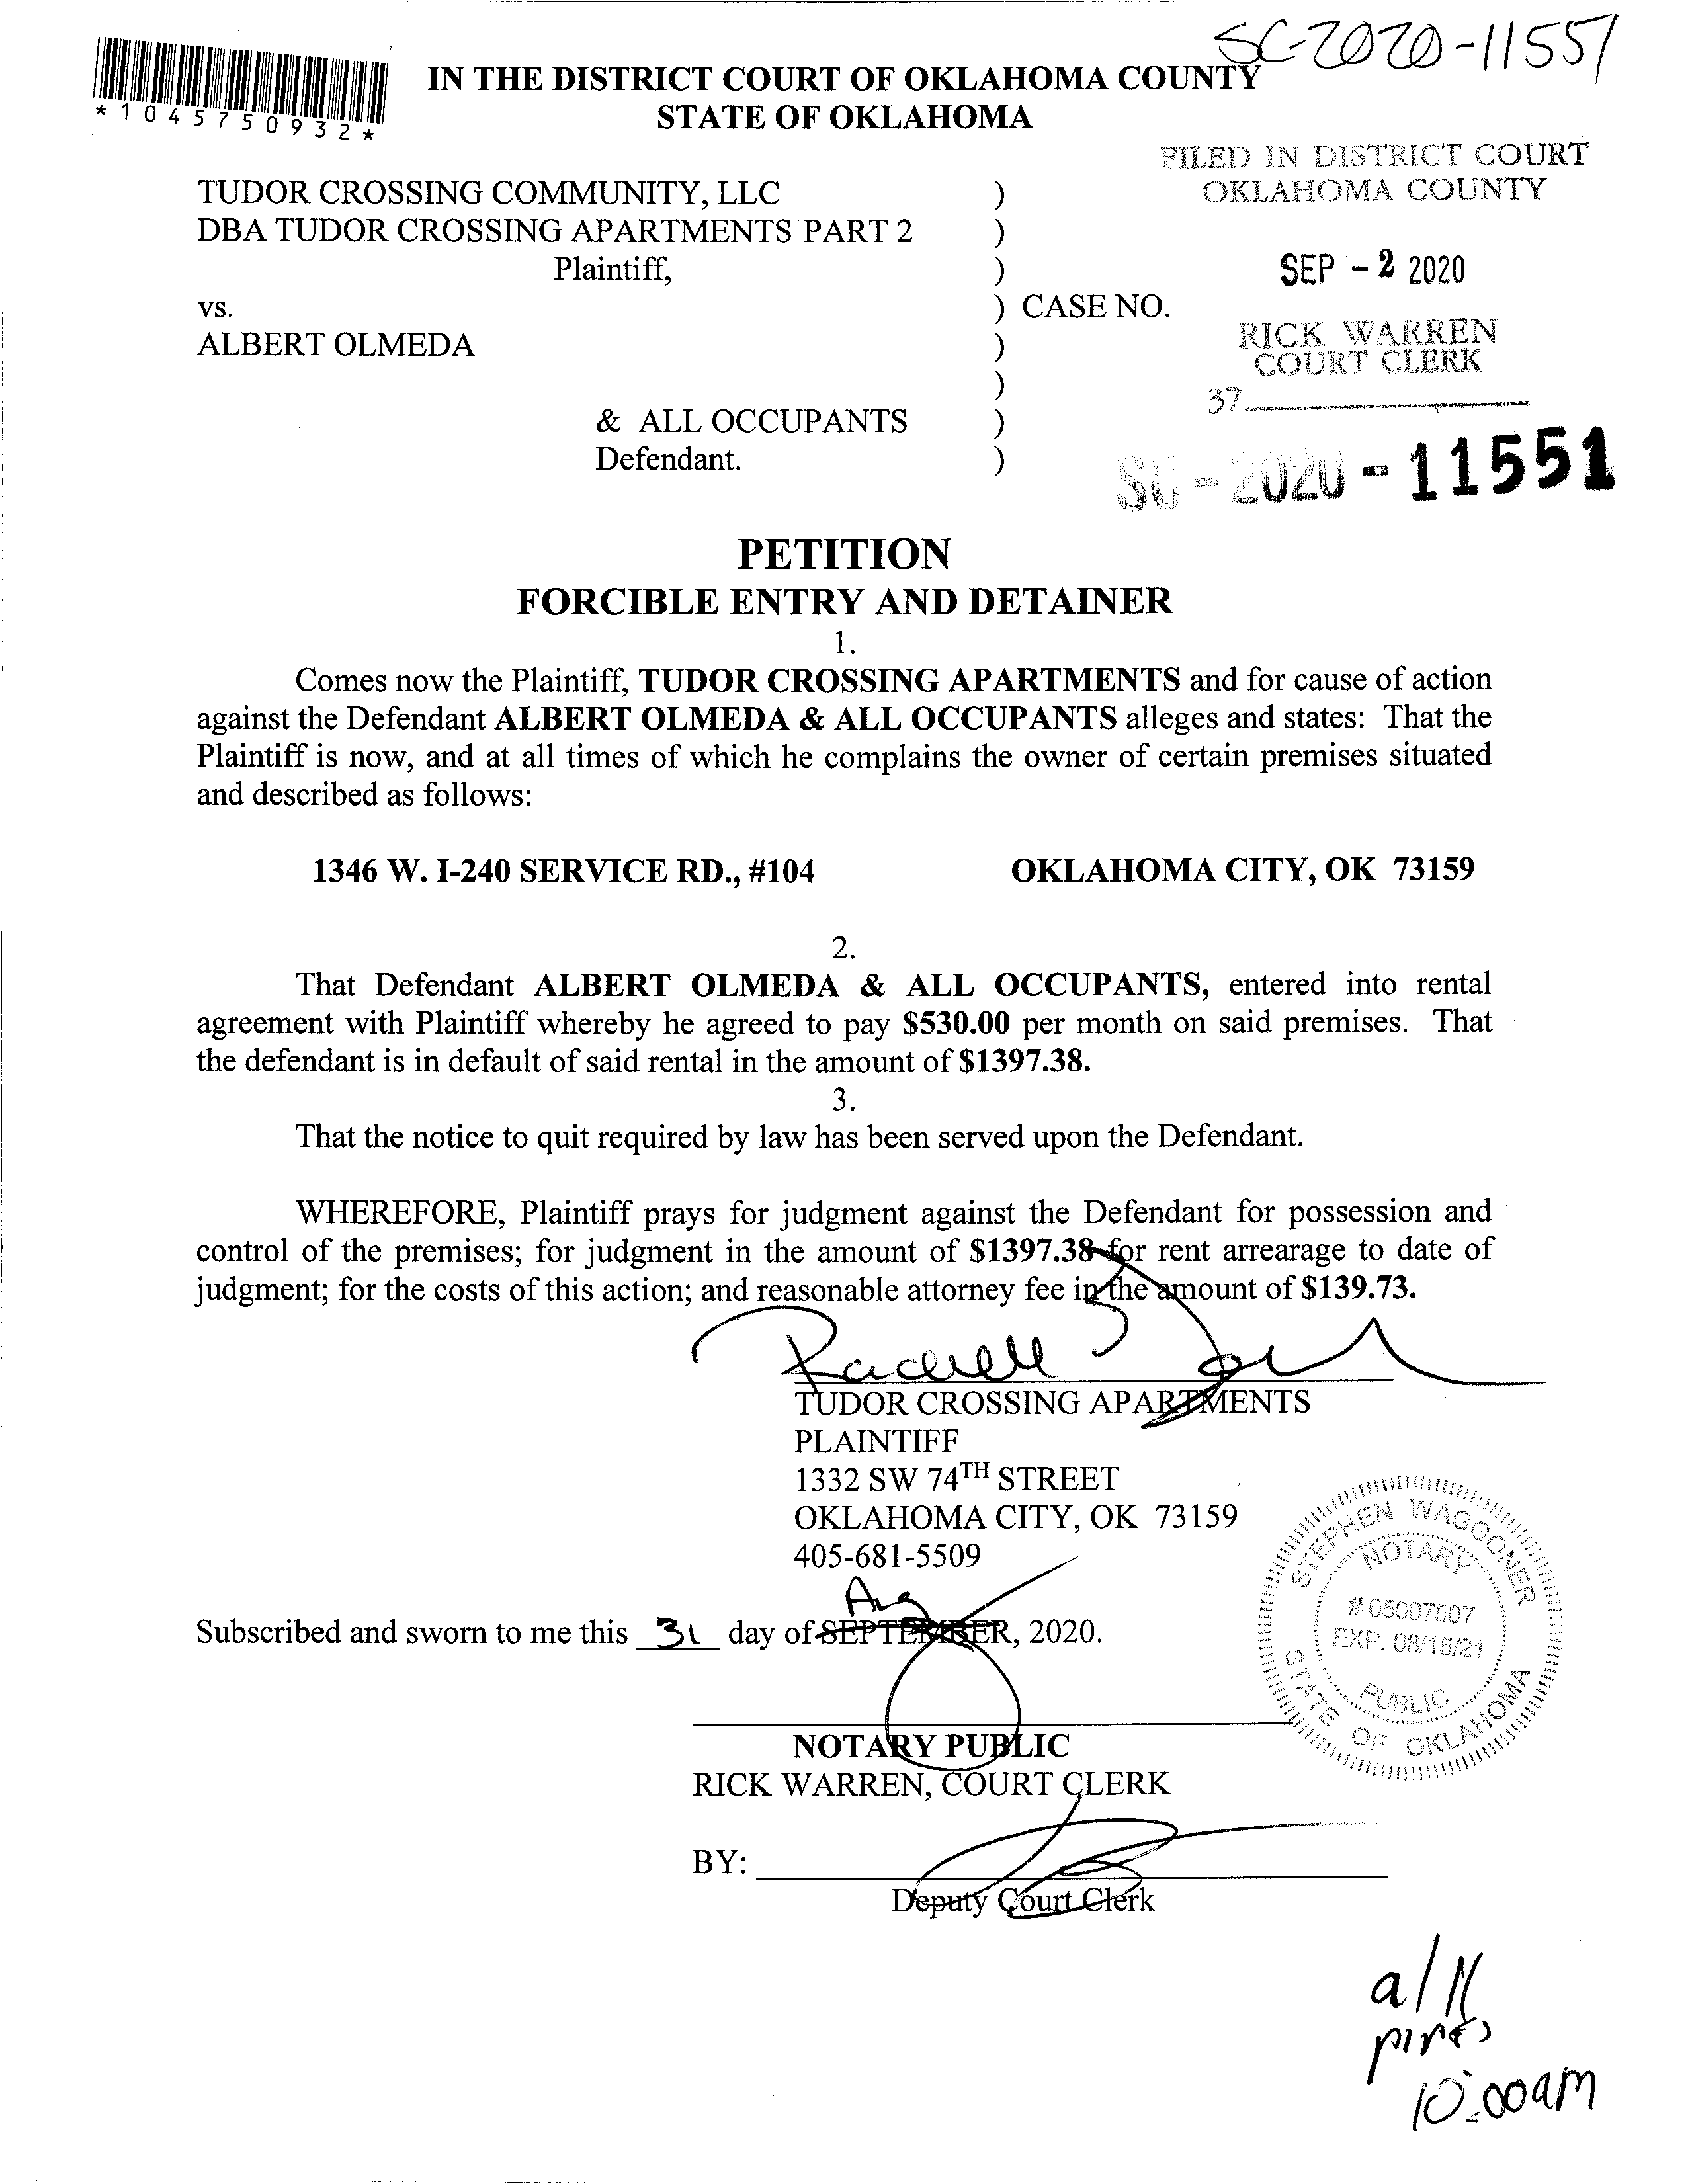 SC-2020-11551
*1045750932*
IN THE DISTRICT COURT OF OKLAHOMA COUNTY
STATE OF OKLAHOMA
FILED IN DISTRICT COURT
OKLAHOMA COUNTY
TUDOR CROSSING COMMUNITY, LLC )
DBA TUDOR CROSSING APARTMENTS PART 2 )
Plaintiff, )
SEP - 2 2020
vs. ) CASE NO.
ALBERT OLMEDA )
RICK WARREN
COURT CLERK
)
37
& ALL OCCUPANTS )
Defendant. )
SC - 2020 - 11551
PETITION
FORCIBLE ENTRY AND DETAINER
1.
Comes now the Plaintiff, TUDOR CROSSING APARTMENTS and for cause of action
against the Defendant ALBERT OLMEDA & ALL OCCUPANTS alleges and states: That the
Plaintiff is now, and at all times of which he complains the owner of certain premises situated
and described as follows:
1346 W. I-240 SERVICE RD., #104 OKLAHOMA CITY, OK 73159
2.
That Defendant ALBERT OLMEDA & ALL OCCUPANTS, entered into rental
agreement with Plaintiff whereby he agreed to pay $530.00 per month on said premises. That
the defendant is in default of said rental in the amount of $1397.38.
3.
That the notice to quit required by law has been served upon the Defendant.
WHEREFORE, Plaintiff prays for judgment against the Defendant for possession and
control of the premises; for judgment in the amount of $1397.38 for rent arrearage to date of
judgment; for the costs of this action; and reasonable attorney fee in the amount of $139.73.
TUDOR CROSSING APARTMENTS
PLAINTIFF
1332 SW 74TH STREET
OKLAHOMA CITY, OK 73159
405-681-5509
Aug
Subscribed and sworn to me this 31 day of SEPTEMBER, 2020.
STEPHEN WAGGONER
NOTARY
# 05007507
EXP. 08/15/21
PUBLIC
STATE OF OKLAHOMA
NOTARY PUBLIC
RICK WARREN, COURT CLERK
BY:
Deputy Court Clerk
10:00am